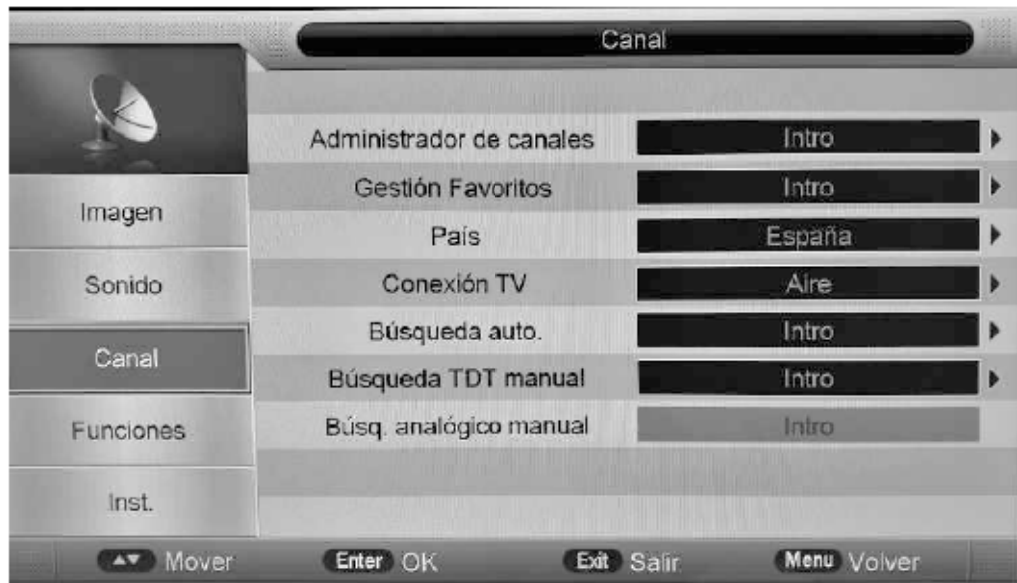 Canal
Administrador de canales Intro
Gestión Favoritos Intro
País España
Conexión TV Aire
Búsqueda auto. Intro
Búsqueda TDT manual Intro
Búsq. analógico manual Intro
Imagen
Sonido
Canal
Funciones
Inst.
Mover Enter OK Exit Salir Menu Volver